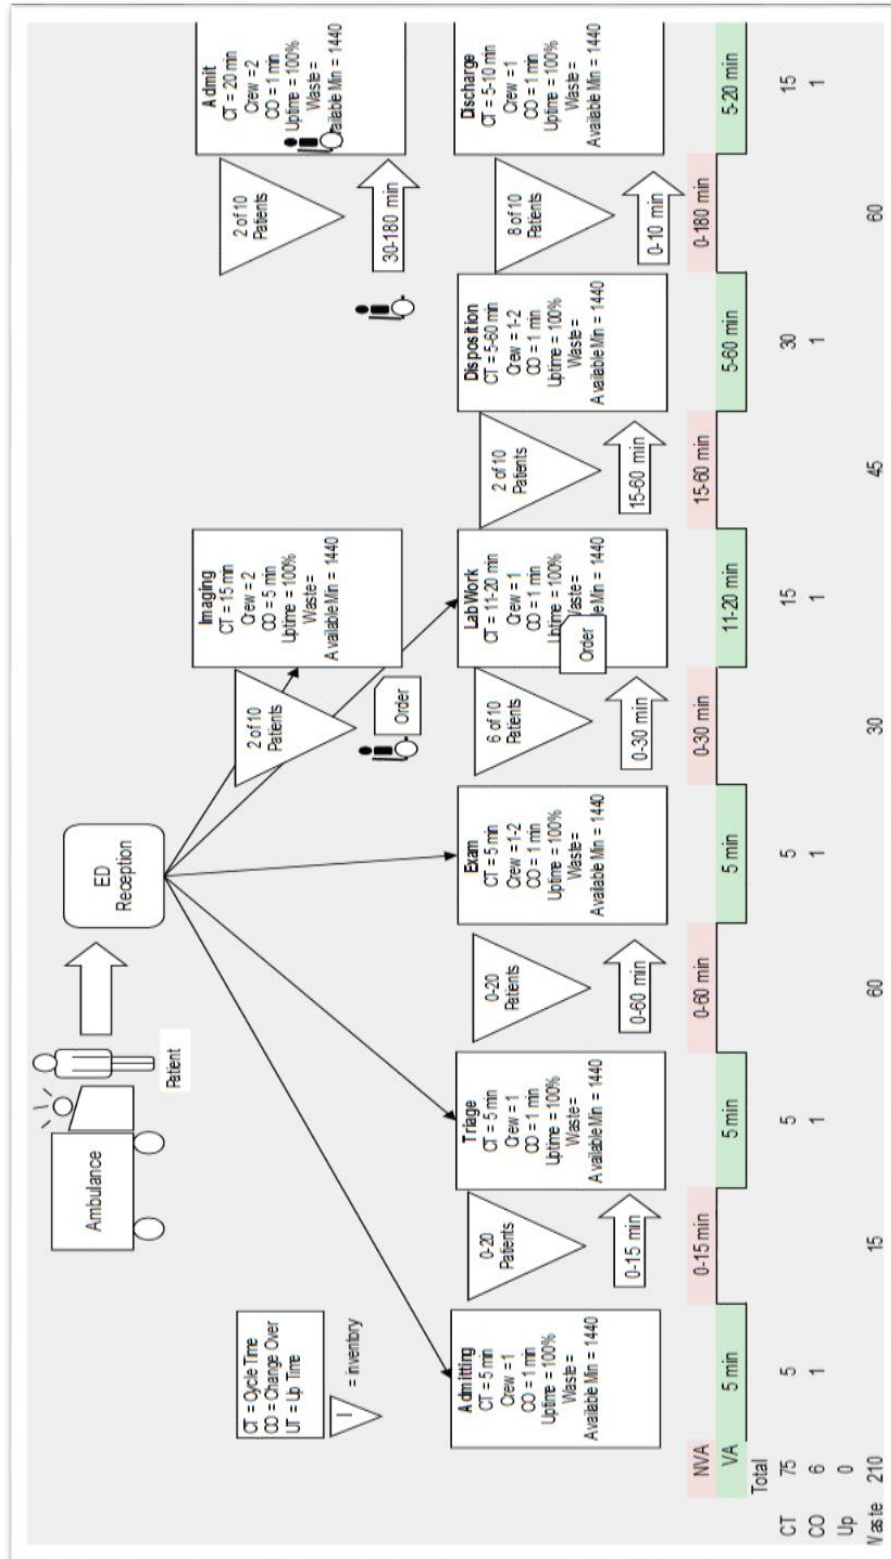 Ambulance
Patient
ED
Reception
CT = Cycle Time
CO = Change Over
UT = Up Time
I
= inventory
2 of 10
Patients
Order
Imaging
CT = 15 min
Crew = 2
CO = 5 min
Uptime = 100%
Waste =
Available Min = 1440
2 of 10
Patients
30-180 min
Admit
CT = 20 min
Crew = 2
CO = 1 min
Uptime = 100%
Waste =
Available Min = 1440
Admitting
CT = 5 min
Crew = 1
CO = 1 min
Uptime = 100%
Waste =
Available Min = 1440
0-20
Patients
0-15 min
Triage
CT = 5 min
Crew = 1
CO = 1 min
Uptime = 100%
Waste =
Available Min = 1440
0-20
Patients
0-60 min
Exam
CT = 5 min
Crew = 1-2
CO = 1 min
Uptime = 100%
Waste =
Available Min = 1440
6 of 10
Patients
0-30 min
Lab Work
CT = 11-20 min
Crew = 1
CO = 1 min
Uptime = 100%
Waste =
Available Min = 1440
Order
2 of 10
Patients
15-60 min
Disposition
CT = 5-60 min
Crew = 1-2
CO = 1 min
Uptime = 100%
Waste =
Available Min = 1440
8 of 10
Patients
0-10 min
Discharge
CT = 5-10 min
Crew = 1
CO = 1 min
Uptime = 100%
Waste =
Available Min = 1440
NVA 0-15 min 0-60 min 0-30 min 15-60 min 0-180 min
VA 5 min 5 min 5 min 11-20 min 5-60 min 5-20 min
Total
CT 75 5 5 5 15 30 15
CO 6 1 1 1 1 1 1
Up 0
Waste 210 15 60 30 45 60